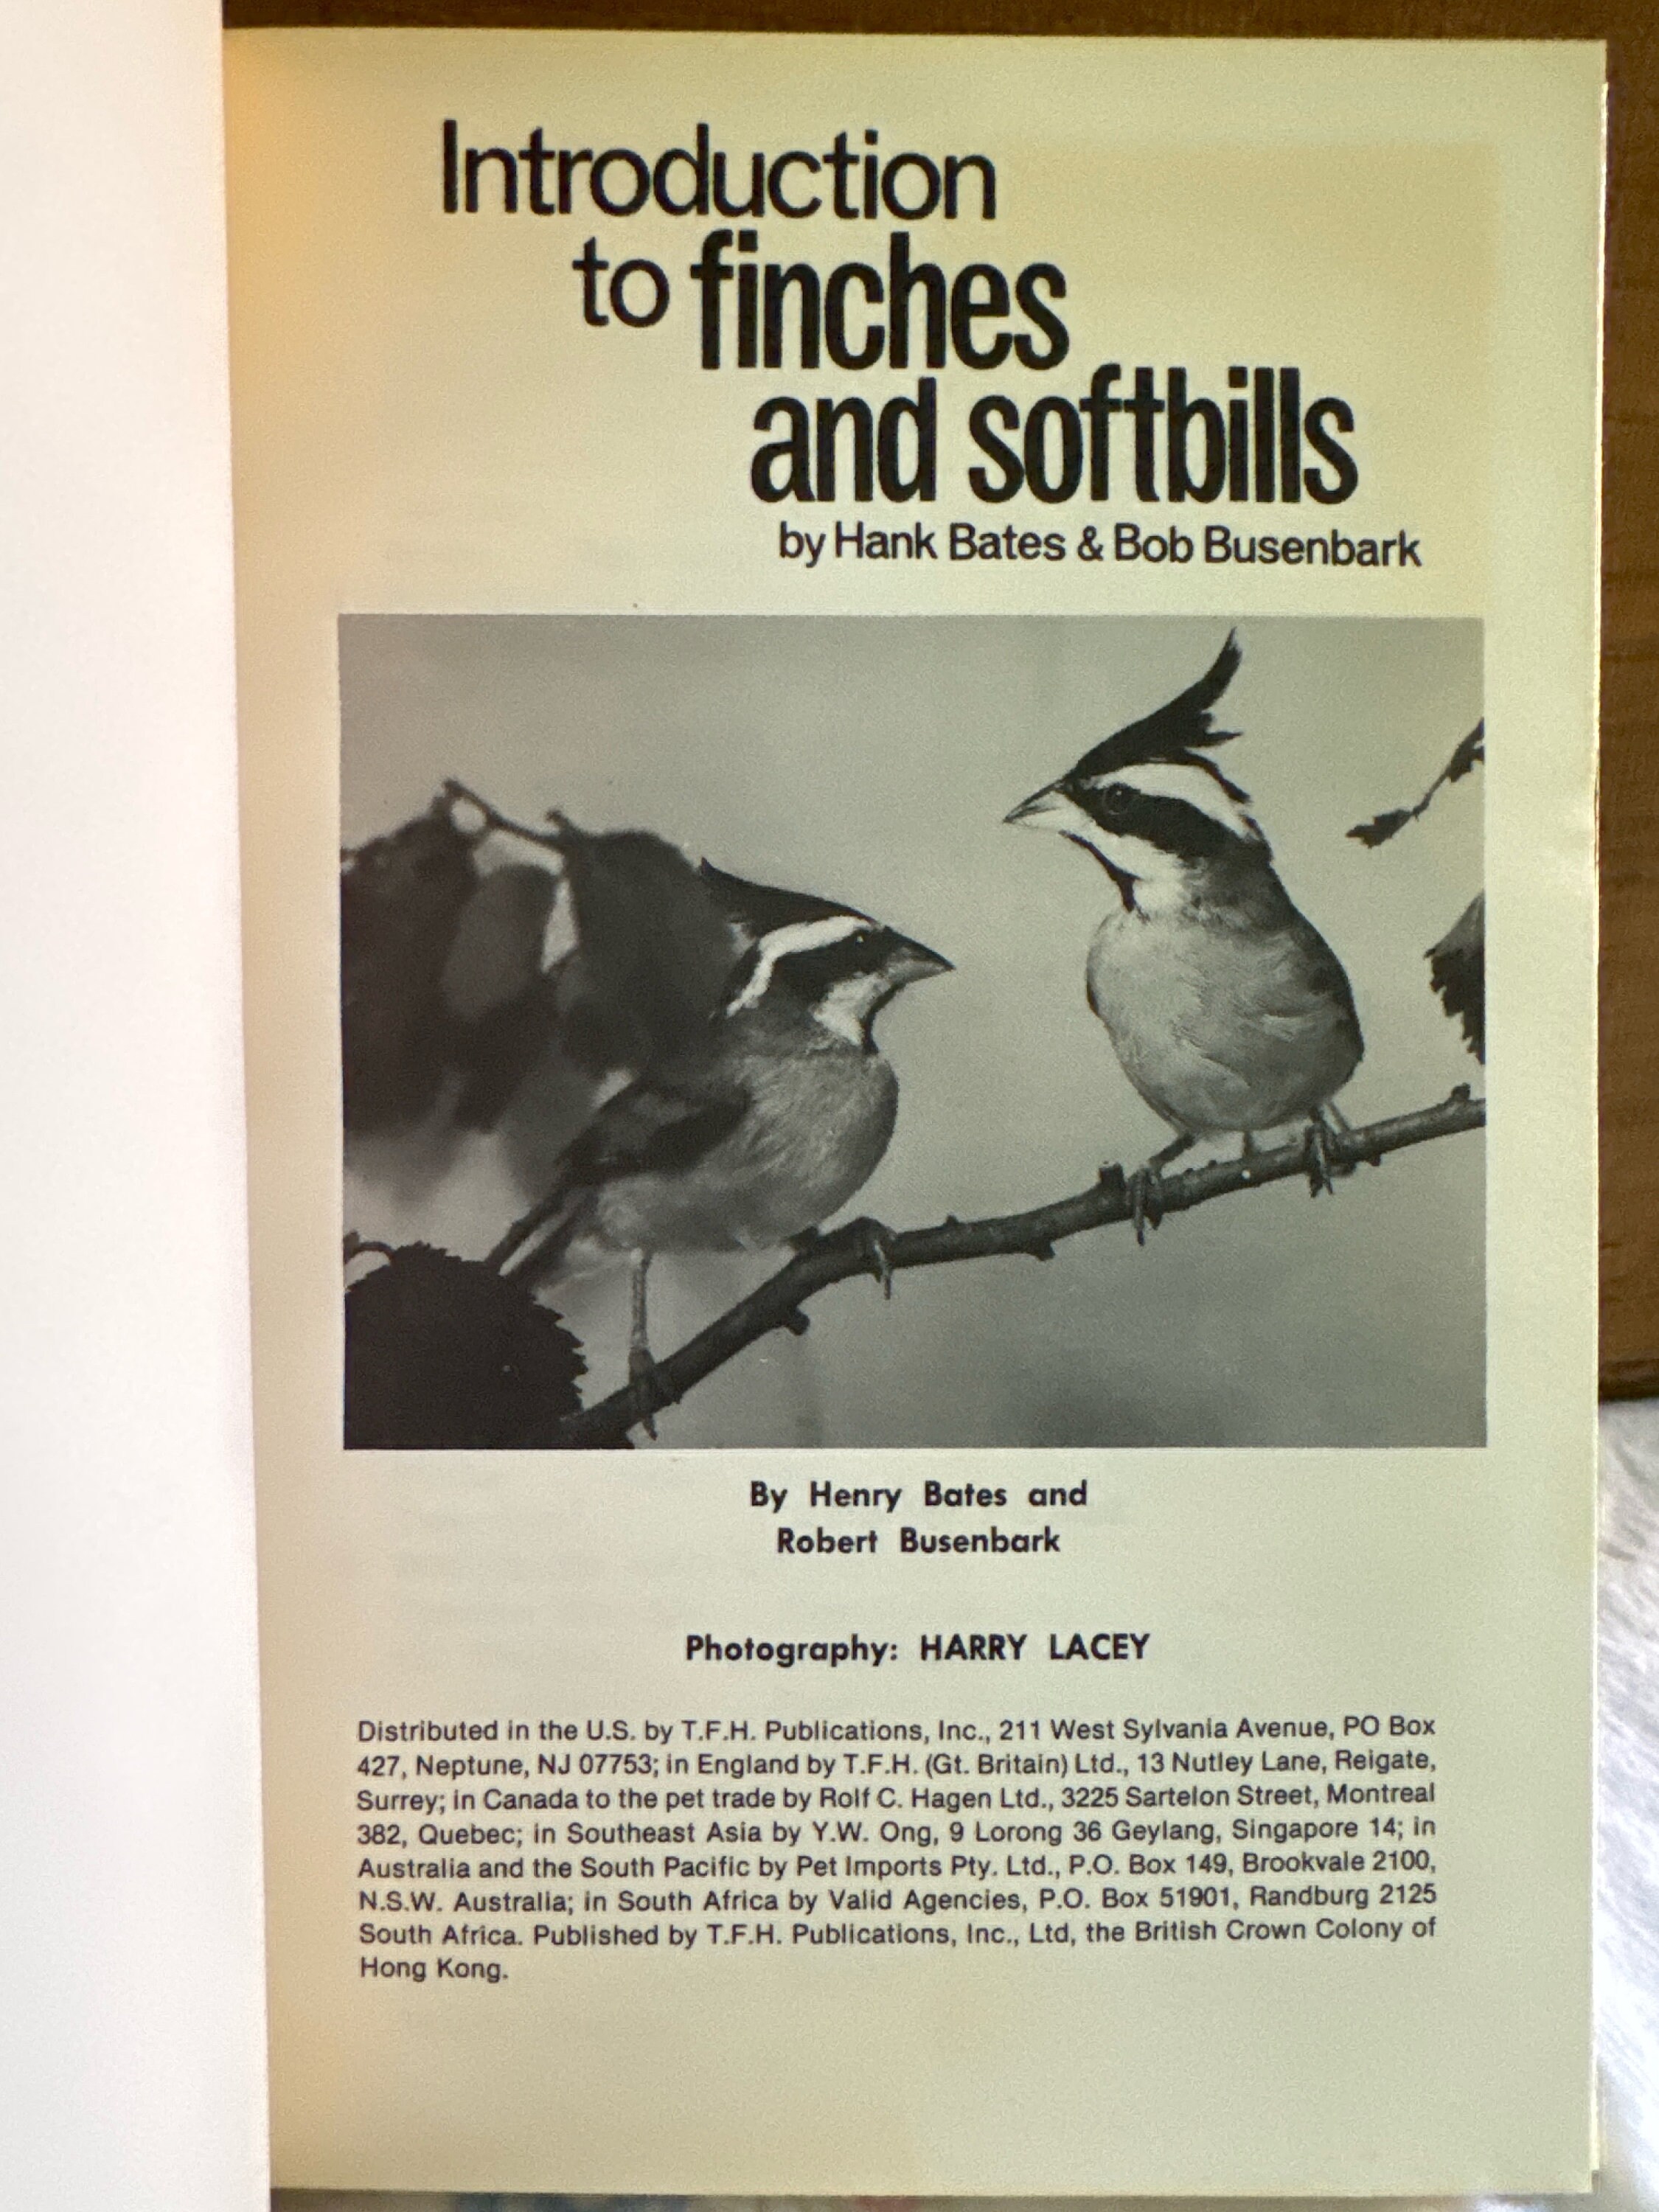 Introduction
to finches
and softbills
by Hank Bates & Bob Busenbark
By Henry Bates and
Robert Busenbark
Photography: HARRY LACEY
Distributed in the U.S. by T.F.H. Publications, Inc., 211 West Sylvania Avenue, PO Box
427, Neptune, NJ 07753; in England by T.F.H. (Gt. Britain) Ltd., 13 Nutley Lane, Reigate,
Surrey; in Canada to the pet trade by Rolf C. Hagen Ltd., 3225 Sartelon Street, Montreal
382, Quebec; in Southeast Asia by Y.W. Ong, 9 Lorong 36 Geylang, Singapore 14; in
Australia and the South Pacific by Pet Imports Pty. Ltd., P.O. Box 149, Brookvale 2100,
N.S.W. Australia; in South Africa by Valid Agencies, P.O. Box 51901, Randburg 2125
South Africa. Published by T.F.H. Publications, Inc., Ltd, the British Crown Colony of
Hong Kong.